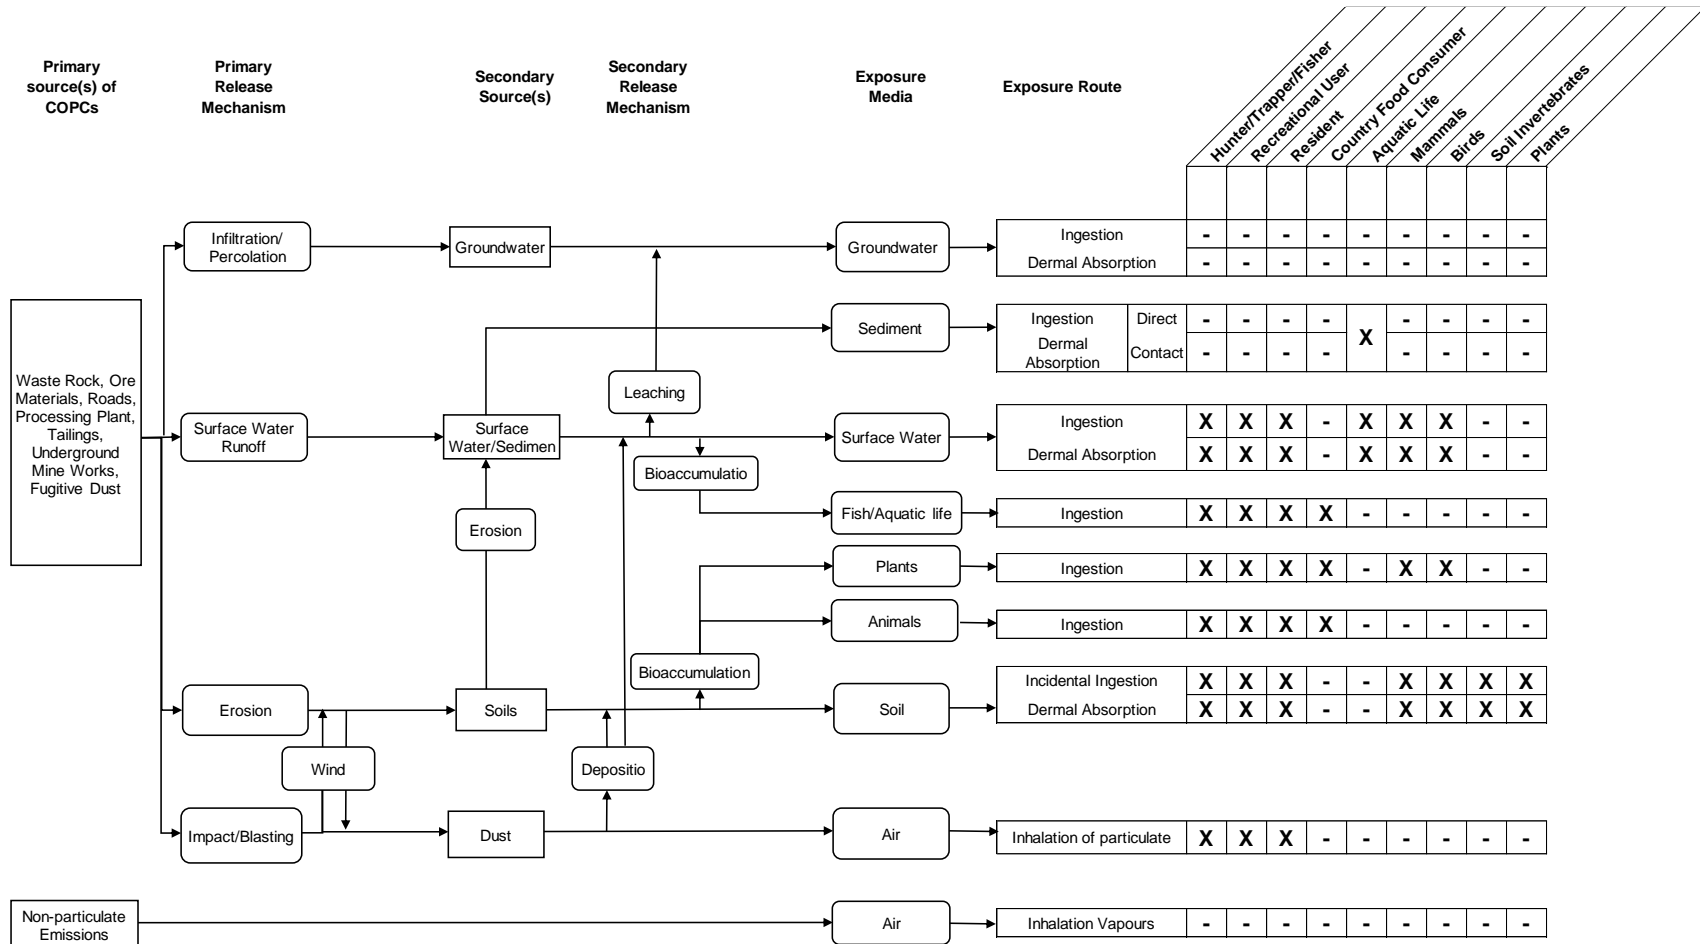 Primary
source(s) of
COPCs
Primary
Release
Mechanism
Secondary
Source(s)
Secondary
Release
Mechanism
Exposure
Media
Exposure Route
Hunter/Trapper/Fisher
Recreational User
Resident
Country Food Consumer
Aquatic Life
Mammals
Birds
Soil Invertebrates
Plants
Infiltration/
Percolation
Groundwater
Groundwater
Ingestion
- - - - - - - - -
Dermal Absorption
- - - - - - - - -
Sediment
Ingestion Direct
- - - - X - - - -
Dermal
Absorption
Contact
- - - - - - - -
Waste Rock, Ore
Materials, Roads,
Processing Plant,
Tailings,
Underground
Mine Works,
Fugitive Dust
Leaching
Surface Water
Runoff
Surface
Water/Sedimen
Surface Water
Ingestion
X X X - X X X - -
Dermal Absorption
X X X - X X X - -
Bioaccumulatio
Erosion
Fish/Aquatic life
Ingestion
X X X X - - - - -
Plants
Ingestion
X X X X - X X - -
Animals
Ingestion
X X X X - - - - -
Bioaccumulation
Erosion
Soils
Soil
Incidental Ingestion
X X X - - X X X X
Dermal Absorption
X X X - - X X X X
Wind
Depositio
Impact/Blasting
Dust
Air
Inhalation of particulate
X X X - - - - - -
Non-particulate
Emissions
Air
Inhalation Vapours
- - - - - - - - -